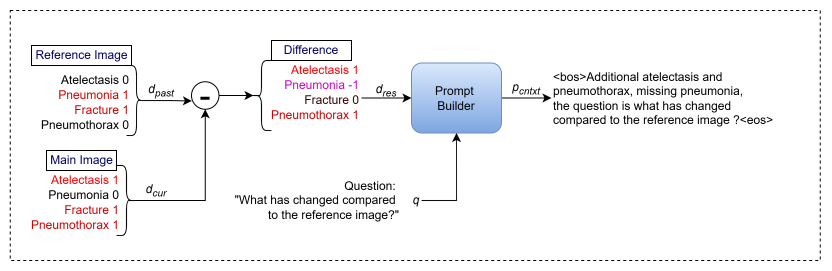 Reference Image
Atelectasis 0
Pneumonia 1
Fracture 1
Pneumothorax 0
d_past
-
Main Image
Atelectasis 1
Pneumonia 0
Fracture 1
Pneumothorax 1
d_cur
Difference
Atelectasis 1
Pneumonia -1
Fracture 0
Pneumothorax 1
d_res
Prompt
Builder
Question:
"What has changed compared
to the reference image?"
q
p_cntxt
<bos>Additional atelectasis and
pneumothorax, missing pneumonia,
the question is what has changed
compared to the reference image ?<eos>